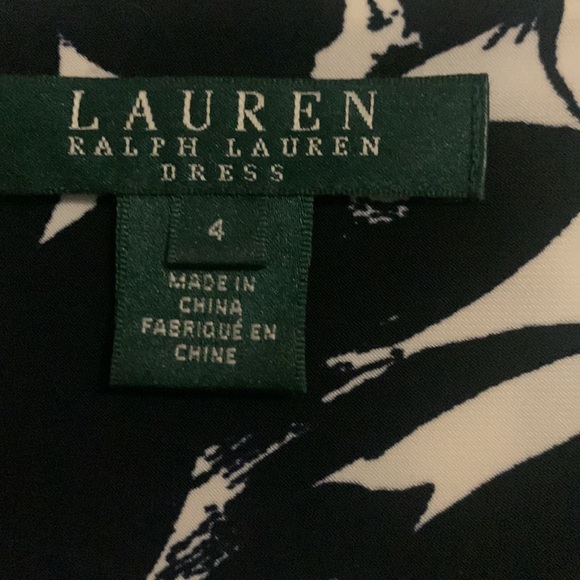 LAUREN
RALPH LAUREN
DRESS
4
MADE IN
CHINA
FABRIQUÉ EN
CHINE